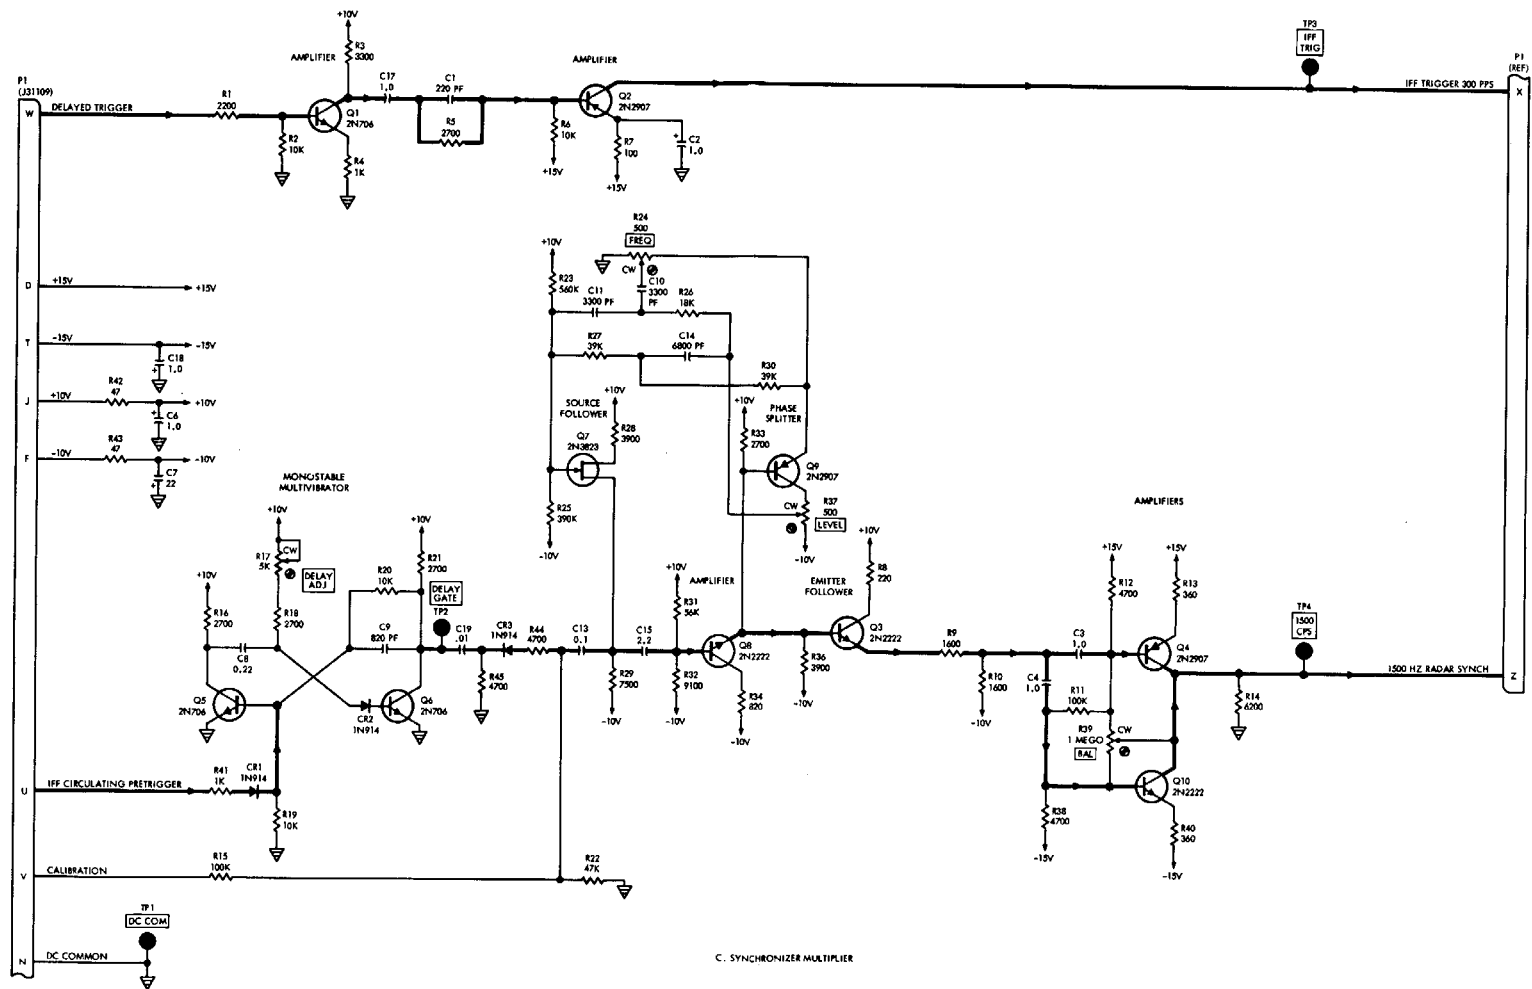 +10V
R3
3300
AMPLIFIER
C17
1.0
C1
220 PF
AMPLIFIER
TP3
IFF
TRIG
P1
(REF)
P1
(J31109)
W
DELAYED TRIGGER
R1
2200
Q1
2N706
R2
10K
R4
1K
R5
2700
R6
10K
+15V
Q2
2N2907
R7
100
+15V
+
C2
1.0
IFF TRIGGER 300 PPS
X
R24
500
FREQ
CW
+10V
R23
560K
C11
3300 PF
C10
3300
PF
R26
18K
D
+15V
+15V
T
-15V
-15V
C18
1.0
+
R27
39K
C14
6800 PF
R30
39K
J
+10V
R42
47
+10V
+
C6
1.0
F
-10V
R43
47
-10V
C7
22
+
SOURCE
FOLLOWER
+10V
R28
3900
Q7
2N3823
R25
390K
-10V
+10V
R33
2700
PHASE
SPLITTER
Q9
2N2907
CW
R37
500
LEVEL
-10V
MONOSTABLE
MULTIVIBRATOR
+10V
R17
5K
CW
DELAY
ADJ
+10V
R16
2700
R18
2700
C8
0.22
R20
10K
C9
820 PF
+10V
R21
2700
DELAY
GATE
TP2
C19
.01
CR3
1N914
R44
4700
R45
4700
C13
0.1
C15
2.2
R29
7500
-10V
+10V
R31
56K
AMPLIFIER
R32
9100
-10V
Q8
2N2222
R34
820
-10V
EMITTER
FOLLOWER
+10V
R8
220
Q3
2N2222
R36
3900
-10V
R9
1600
R10
1600
-10V
AMPLIFIERS
+15V
R12
4700
+15V
R13
360
C3
1.0
C4
1.0
R11
100K
R39
1 MEGO
BAL
CW
Q4
2N2907
TP4
1500
CPS
1500 HZ RADAR SYNCH
Z
R14
6200
Q10
2N2222
R38
4700
-15V
R40
360
-15V
Q5
2N706
CR2
1N914
Q6
2N706
U
IFF CIRCULATING PRETRIGGER
R41
1K
CR1
1N914
R19
10K
V
CALIBRATION
R15
100K
R22
47K
TP1
DC COM
N
DC COMMON
C. SYNCHRONIZER MULTIPLIER